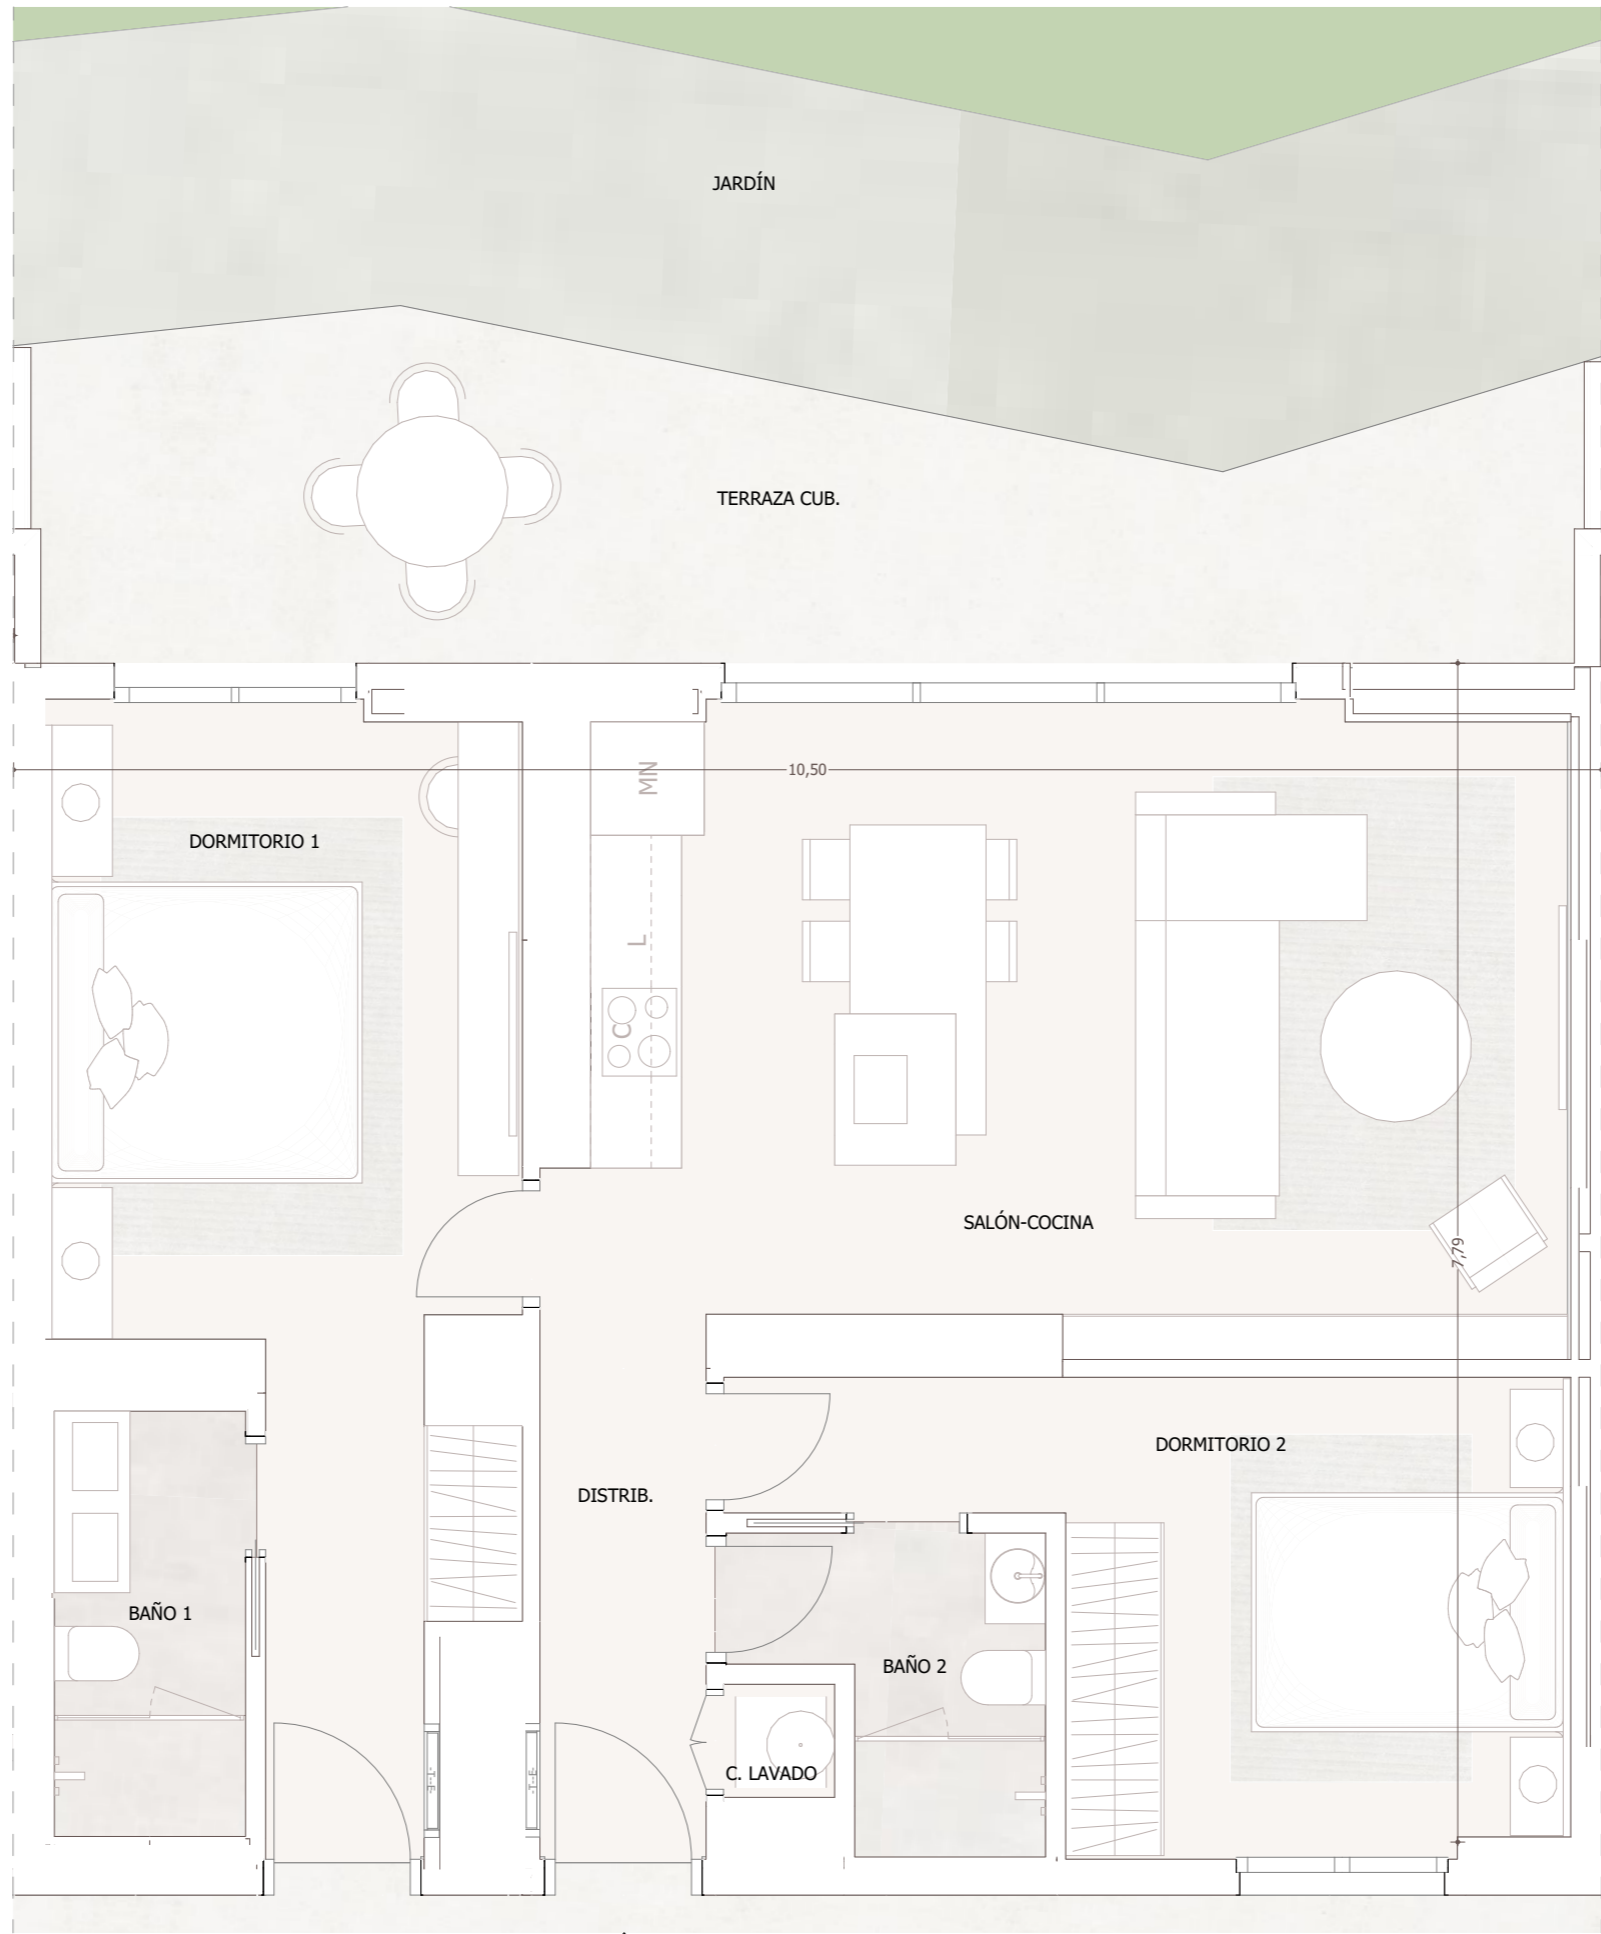 JARDÍN
TERRAZA CUB.
MN
10,50
DORMITORIO 1
L
C
SALÓN-COCINA
7,79
DORMITORIO 2
DISTRIB.
BAÑO 1
BAÑO 2
C. LAVADO